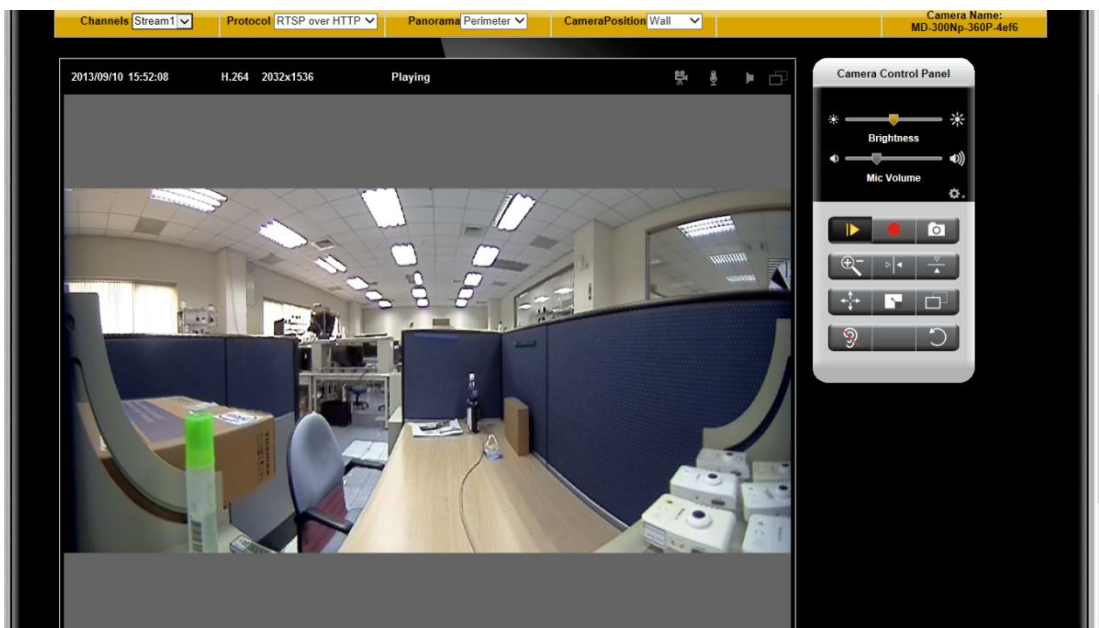 Channels Stream1 Protocol RTSP over HTTP Panorama Perimeter CameraPosition Wall Camera Name:
MD-300Np-360P-4ef6
2013/09/10 15:52:08 H.264 2032x1536 Playing
Camera Control Panel
Brightness
Mic Volume
TOSHIBA